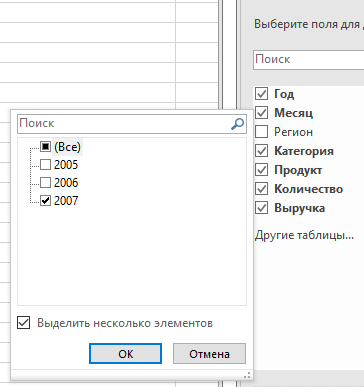 Выберите поля для
Поиск
Год
Месяц
Регион
Категория
Продукт
Количество
Выручка
Другие таблицы...
Поиск
(Все)
2005
2006
2007
Выделить несколько элементов
ОК
Отмена